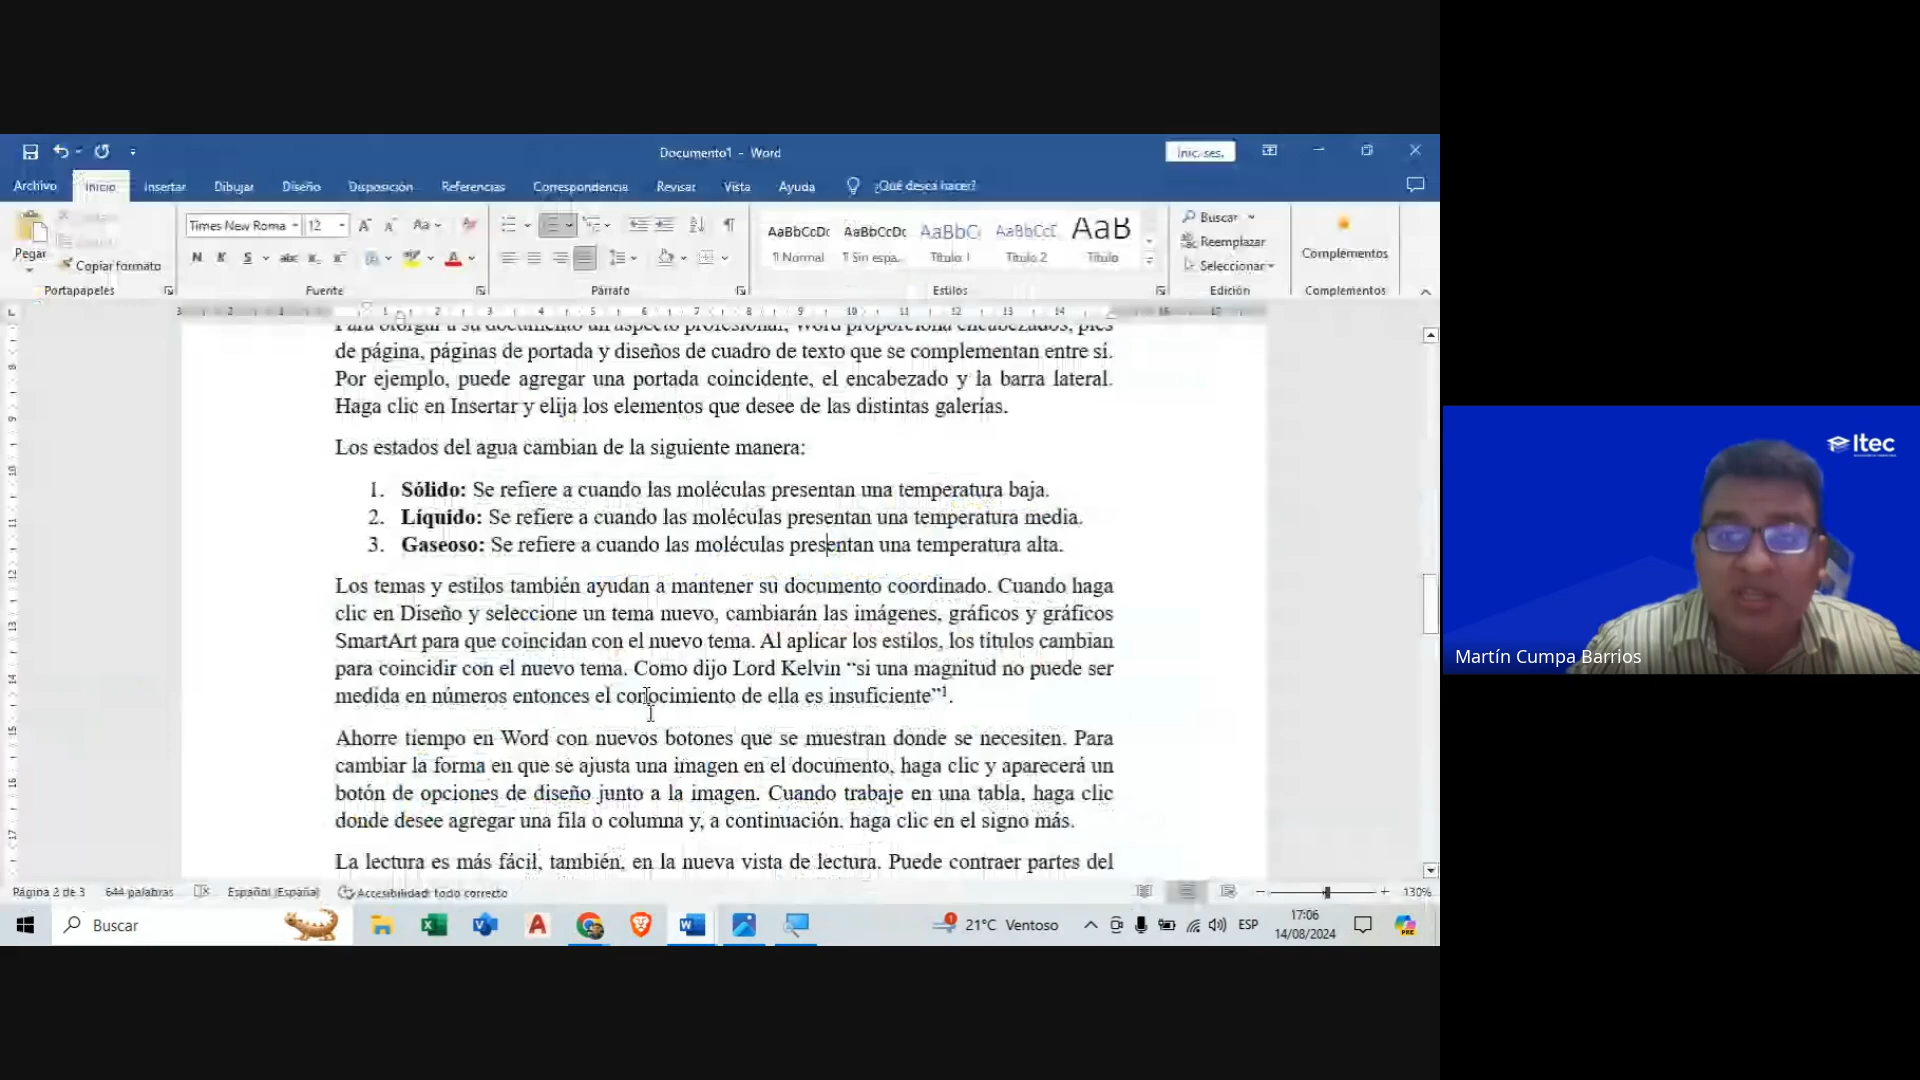 Documento1 - Word
Inic. ses.
Archivo Inicio Insertar Dibujar Diseño Disposición Referencias Correspondencia Revisar Vista Ayuda ¿Qué desea hacer?
Pegar
Copiar formato
Portapapeles
Times New Roma 12
Fuente
Párrafo
AaBbCcDc AaBbCcDc AaBbC AaBbCcC AaB
¶ Normal ¶ Sin espa... Título 1 Título 2 Título
Estilos
Buscar
Reemplazar
Seleccionar
Edición
Complementos
Complementos
Para otorgar a su documento un aspecto profesional, Word proporciona encabezados, pies
de página, páginas de portada y diseños de cuadro de texto que se complementan entre sí.
Por ejemplo, puede agregar una portada coincidente, el encabezado y la barra lateral.
Haga clic en Insertar y elija los elementos que desee de las distintas galerías.
Los estados del agua cambian de la siguiente manera:
1. Sólido: Se refiere a cuando las moléculas presentan una temperatura baja.
2. Líquido: Se refiere a cuando las moléculas presentan una temperatura media.
3. Gaseoso: Se refiere a cuando las moléculas presentan una temperatura alta.
Los temas y estilos también ayudan a mantener su documento coordinado. Cuando haga
clic en Diseño y seleccione un tema nuevo, cambiarán las imágenes, gráficos y gráficos
SmartArt para que coincidan con el nuevo tema. Al aplicar los estilos, los títulos cambian
para coincidir con el nuevo tema. Como dijo Lord Kelvin “si una magnitud no puede ser
medida en números entonces el conocimiento de ella es insuficiente”1.
Ahorre tiempo en Word con nuevos botones que se muestran donde se necesiten. Para
cambiar la forma en que se ajusta una imagen en el documento, haga clic y aparecerá un
botón de opciones de diseño junto a la imagen. Cuando trabaje en una tabla, haga clic
donde desee agregar una fila o columna y, a continuación, haga clic en el signo más.
La lectura es más fácil, también, en la nueva vista de lectura. Puede contraer partes del
Página 2 de 3 644 palabras Español (España) Accesibilidad: todo correcto 130%
Buscar
21°C Ventoso
ESP
17:06
14/08/2024
Itec
Martín Cumpa Barrios